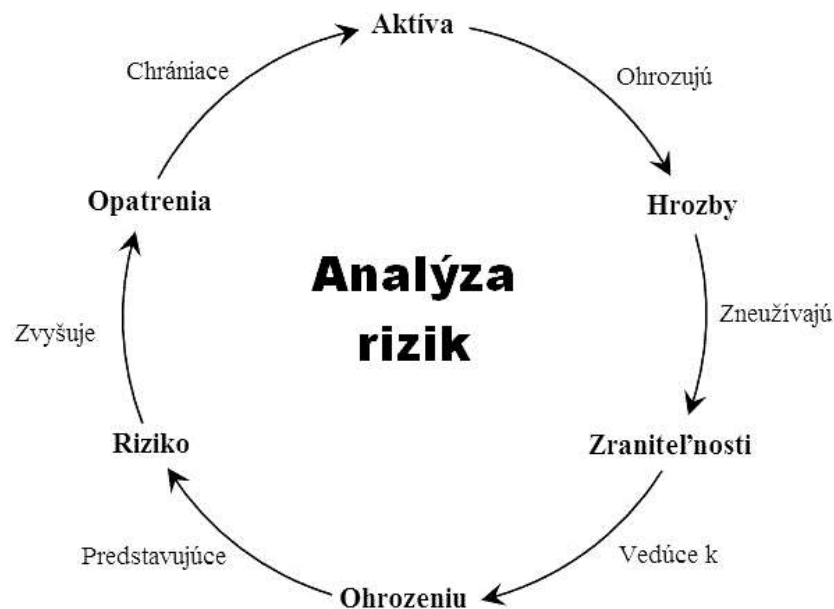 Aktíva
Ohrozujú
Hrozby
Zneužívajú
Zraniteľnosti
Vedúce k
Ohrozeniu
Predstavujúce
Riziko
Zvyšuje
Opatrenia
Chrániace
Analýza
rizik